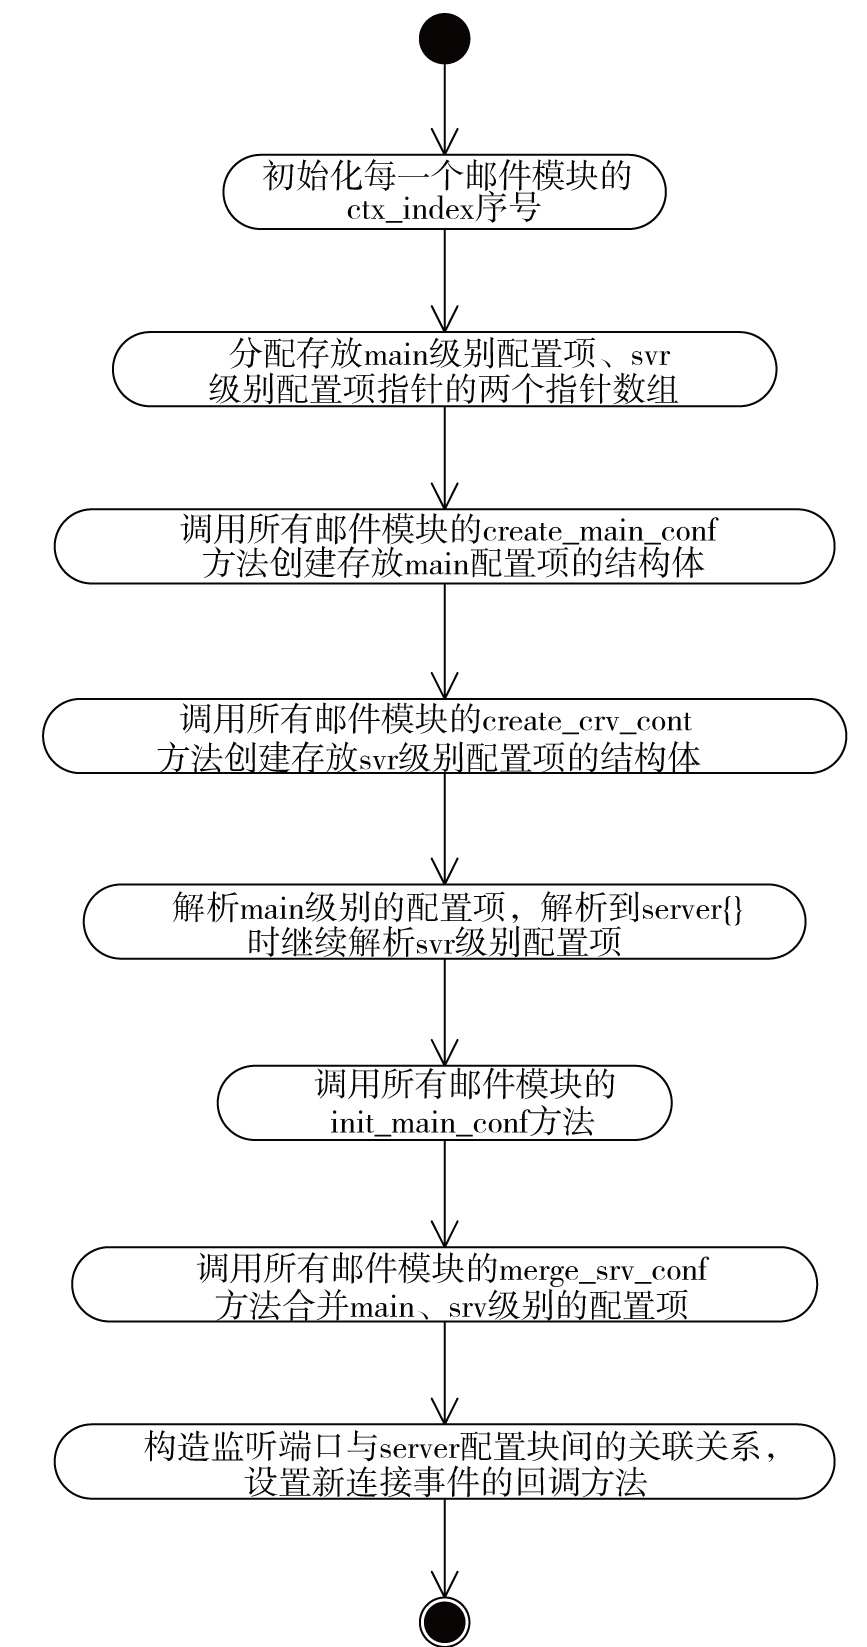 初始化每一个邮件模块的
ctx_index序号
分配存放main级别配置项、svr
级别配置项指针的两个指针数组
调用所有邮件模块的create_main_conf
方法创建存放main配置项的结构体
调用所有邮件模块的create_crv_cont
方法创建存放svr级别配置项的结构体
解析main级别的配置项，解析到server{}
时继续解析svr级别配置项
调用所有邮件模块的
init_main_conf方法
调用所有邮件模块的merge_srv_conf
方法合并main、srv级别的配置项
构造监听端口与server配置块间的关联关系，
设置新连接事件的回调方法